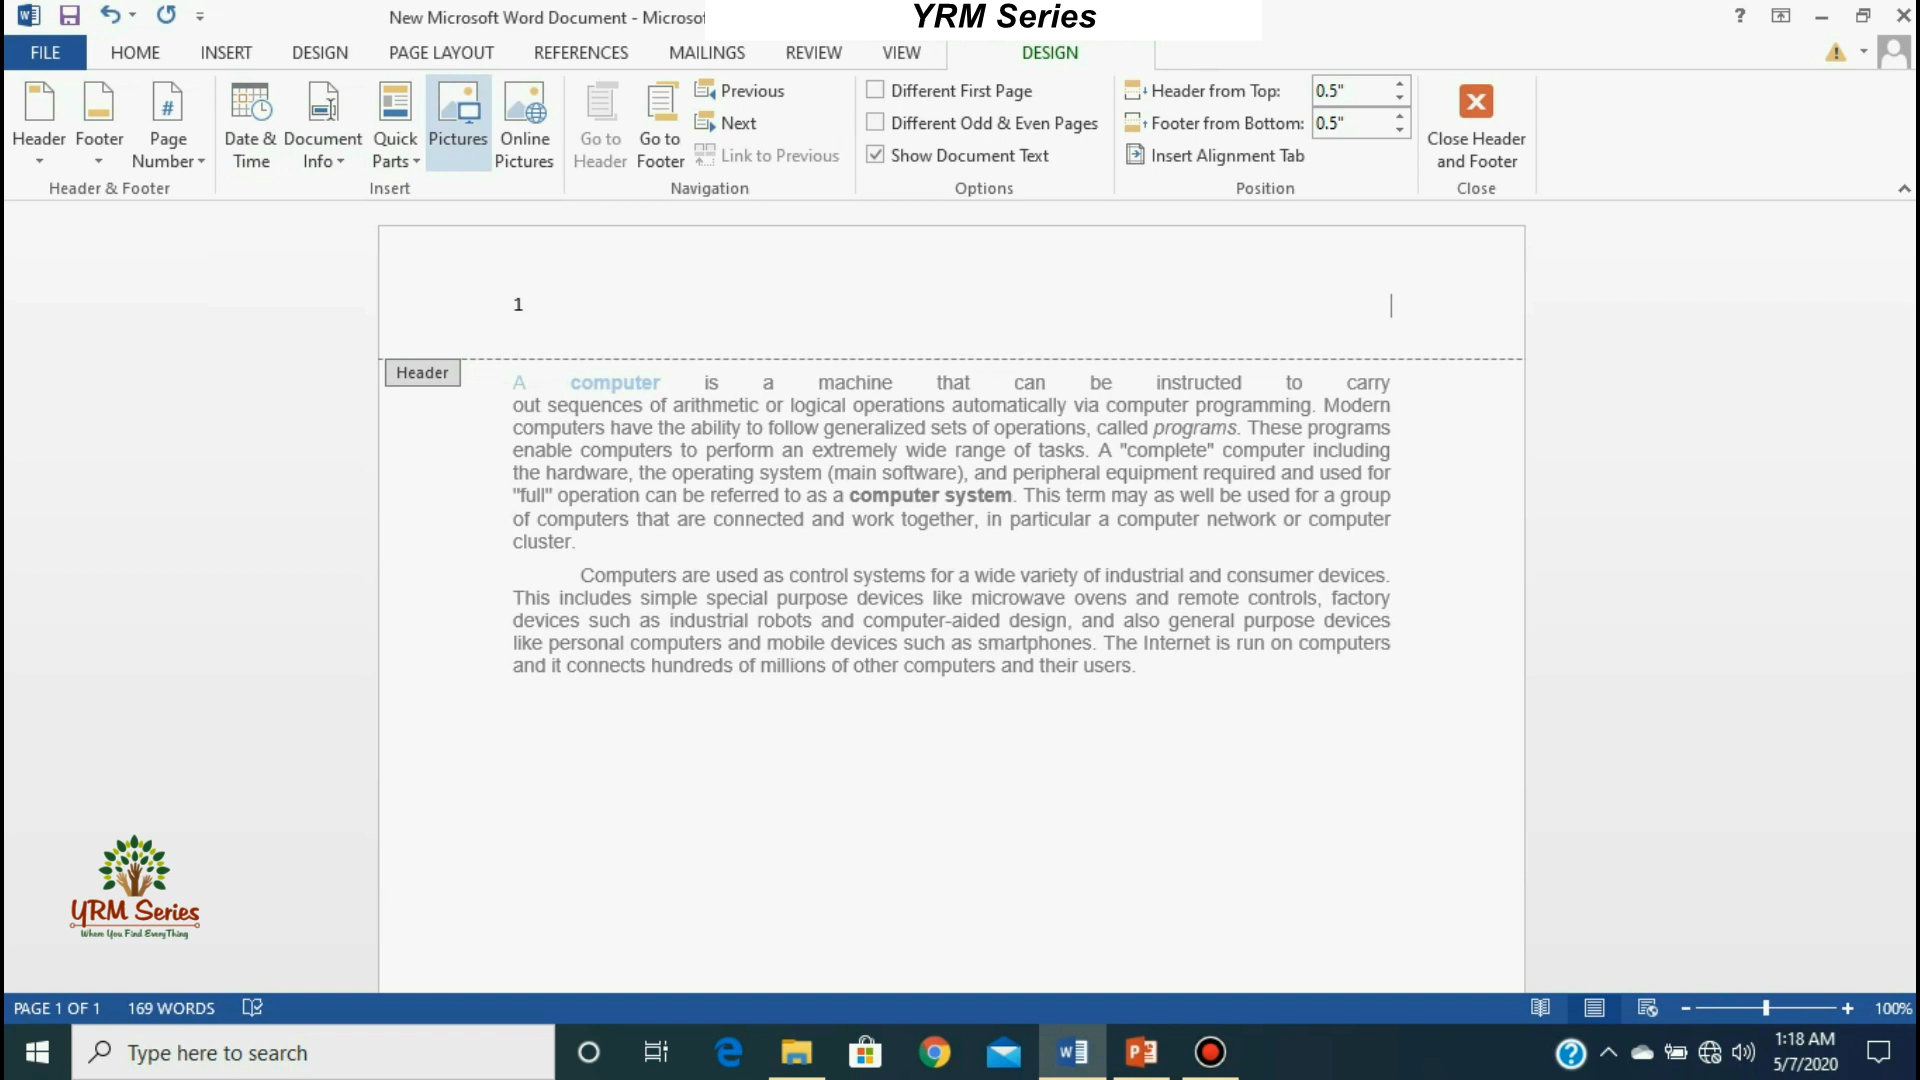 New Microsoft Word Document - Microsof
YRM Series
FILE HOME INSERT DESIGN PAGE LAYOUT REFERENCES MAILINGS REVIEW VIEW DESIGN
Header
Footer
Page
Number
Header & Footer
Date &
Time
Document
Info
Quick
Parts
Pictures
Online
Pictures
Insert
Go to
Header
Go to
Footer
Previous
Next
Link to Previous
Navigation
Different First Page
Different Odd & Even Pages
Show Document Text
Options
Header from Top: 0.5"
Footer from Bottom: 0.5"
Insert Alignment Tab
Position
Close Header
and Footer
Close
1
Header
A computer is a machine that can be instructed to carry
out sequences of arithmetic or logical operations automatically via computer programming. Modern
computers have the ability to follow generalized sets of operations, called programs. These programs
enable computers to perform an extremely wide range of tasks. A "complete" computer including
the hardware, the operating system (main software), and peripheral equipment required and used for
"full" operation can be referred to as a computer system. This term may as well be used for a group
of computers that are connected and work together, in particular a computer network or computer
cluster.
Computers are used as control systems for a wide variety of industrial and consumer devices.
This includes simple special purpose devices like microwave ovens and remote controls, factory
devices such as industrial robots and computer-aided design, and also general purpose devices
like personal computers and mobile devices such as smartphones. The Internet is run on computers
and it connects hundreds of millions of other computers and their users.
YRM Series
Where You Find EveryThing
PAGE 1 OF 1 169 WORDS 100%
Type here to search
1:18 AM
5/7/2020